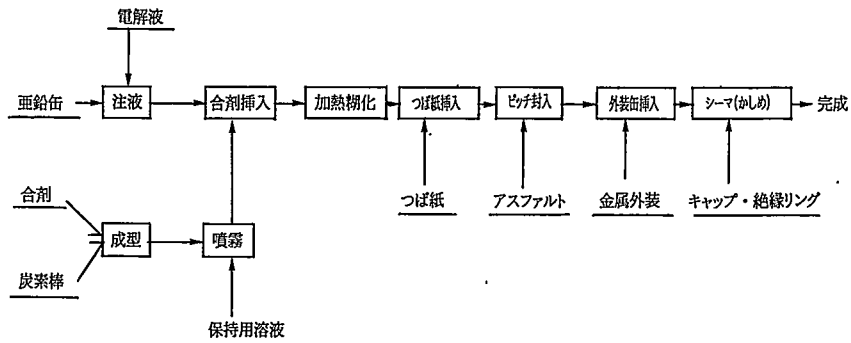 電解液
亜鉛缶
注液
合剤挿入
加熱糊化
つば紙挿入
ピッチ封入
外装缶挿入
シーマ(かしめ)
完成
つば紙
アスファルト
金属外装
キャップ・絶縁リング
合剤
成型
噴霧
炭素棒
保持用溶液